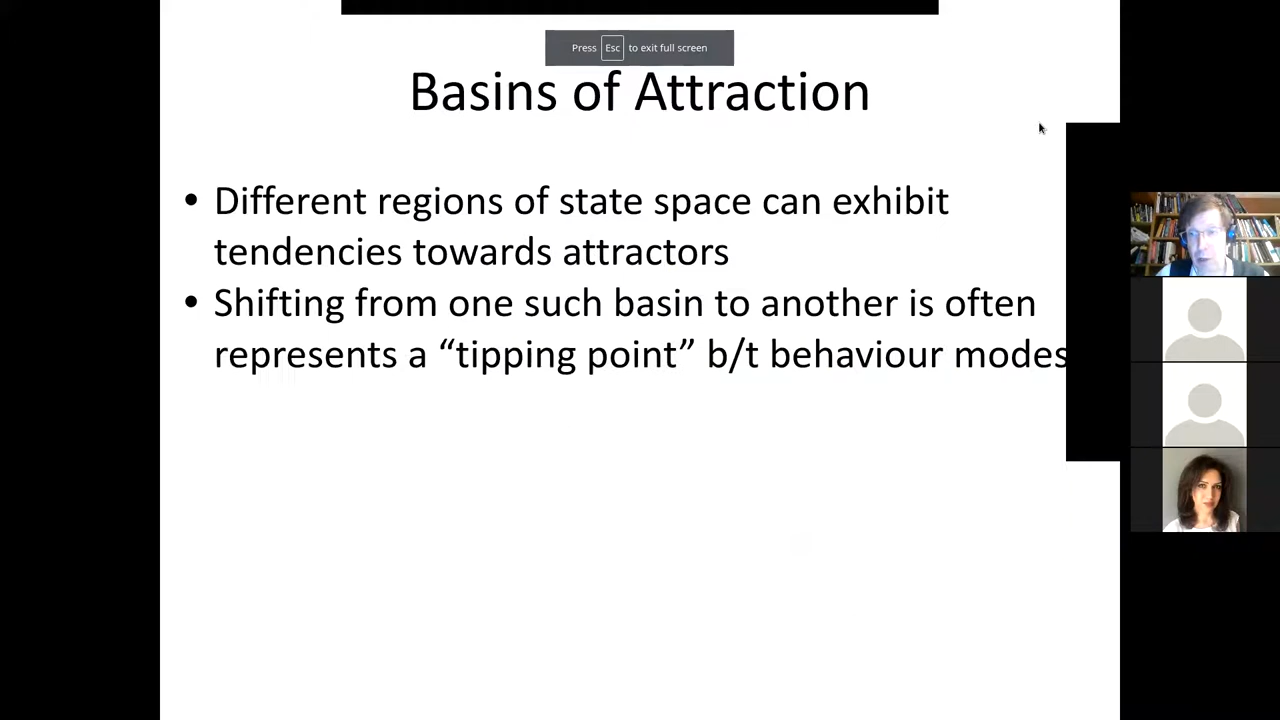 Press Esc to exit full screen
Basins of Attraction
• Different regions of state space can exhibit
tendencies towards attractors
• Shifting from one such basin to another is often
represents a “tipping point” b/t behaviour modes